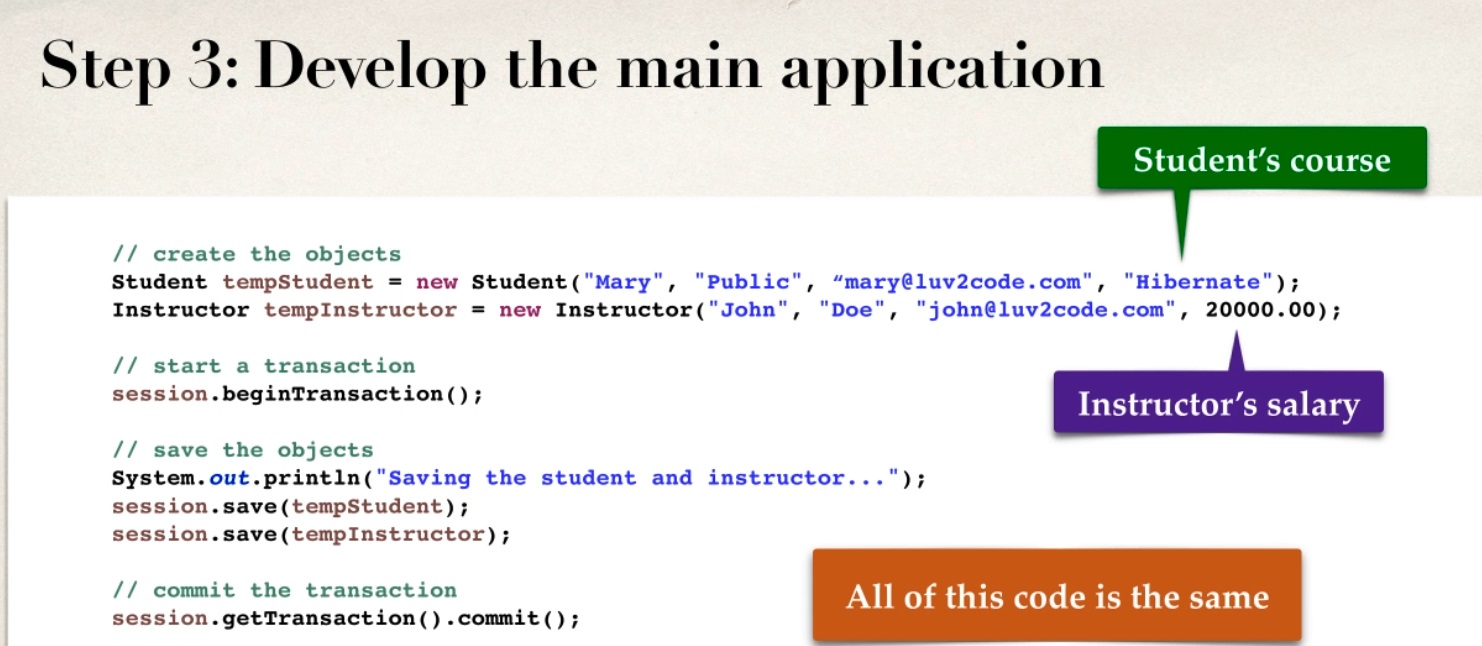 Step 3: Develop the main application
Student’s course
// create the objects
Student tempStudent = new Student("Mary", "Public", “mary@luv2code.com", "Hibernate");
Instructor tempInstructor = new Instructor("John", "Doe", "john@luv2code.com", 20000.00);
// start a transaction
session.beginTransaction();
Instructor’s salary
// save the objects
System.out.println("Saving the student and instructor...");
session.save(tempStudent);
session.save(tempInstructor);
// commit the transaction
session.getTransaction().commit();
All of this code is the same